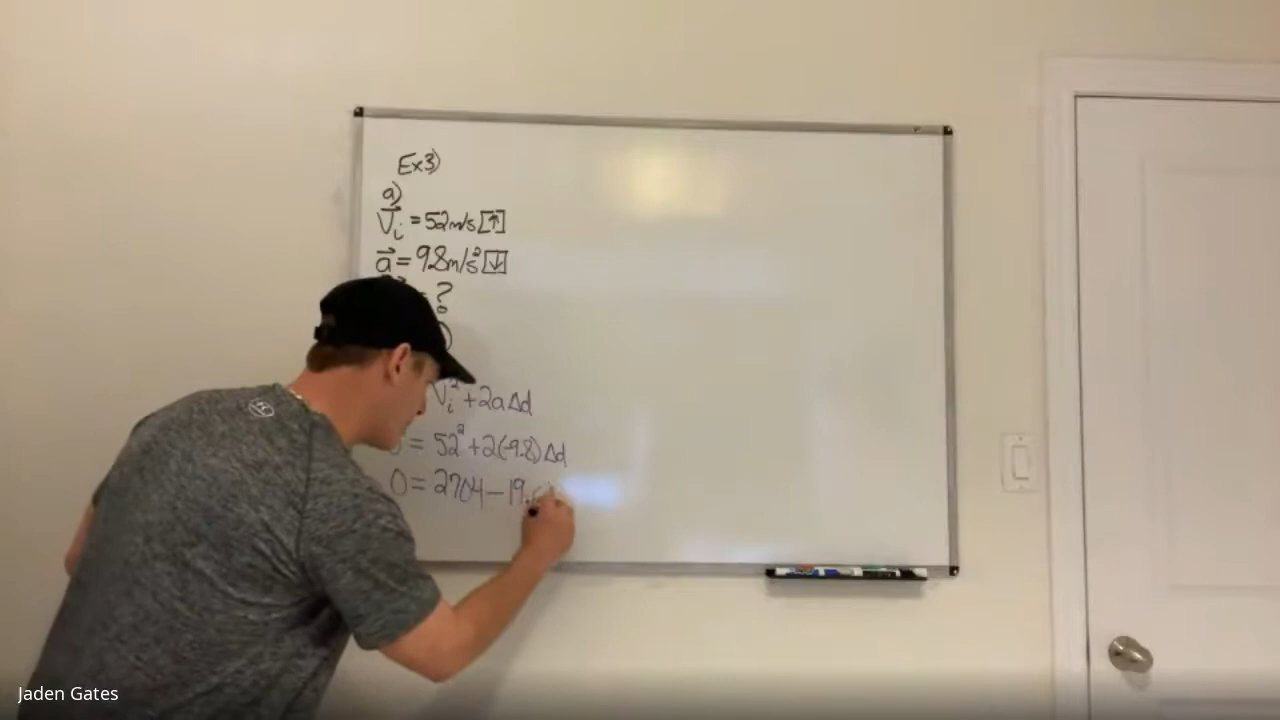 Ex3)
a)
V⃗i = 52m/s [↑]
a⃗ = 9.8m/s² [↓]
= ?
Vi² + 2aΔd
= 52² + 2(-9.8)Δd
0 = 2704 - 19.
Jaden Gates